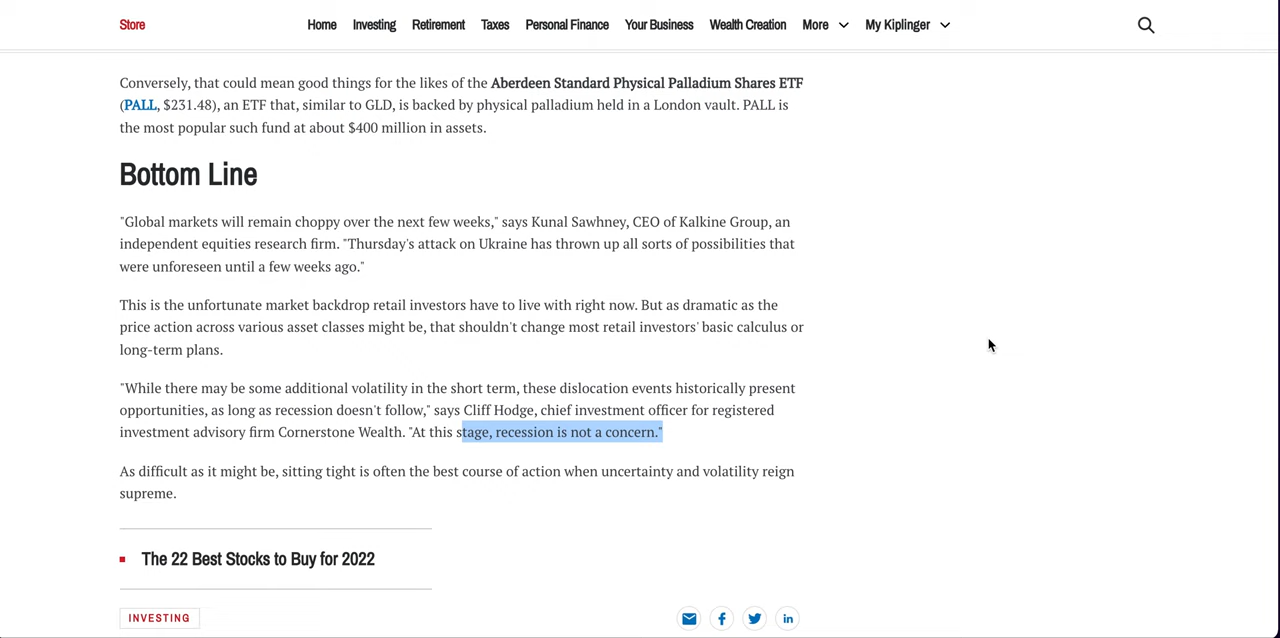 Store Home Investing Retirement Taxes Personal Finance Your Business Wealth Creation More My Kiplinger
Conversely, that could mean good things for the likes of the Aberdeen Standard Physical Palladium Shares ETF
(PALL, $231.48), an ETF that, similar to GLD, is backed by physical palladium held in a London vault. PALL is
the most popular such fund at about $400 million in assets.
Bottom Line
"Global markets will remain choppy over the next few weeks," says Kunal Sawhney, CEO of Kalkine Group, an
independent equities research firm. "Thursday's attack on Ukraine has thrown up all sorts of possibilities that
were unforeseen until a few weeks ago."
This is the unfortunate market backdrop retail investors have to live with right now. But as dramatic as the
price action across various asset classes might be, that shouldn't change most retail investors' basic calculus or
long-term plans.
"While there may be some additional volatility in the short term, these dislocation events historically present
opportunities, as long as recession doesn't follow," says Cliff Hodge, chief investment officer for registered
investment advisory firm Cornerstone Wealth. "At this stage, recession is not a concern."
As difficult as it might be, sitting tight is often the best course of action when uncertainty and volatility reign
supreme.
The 22 Best Stocks to Buy for 2022
INVESTING